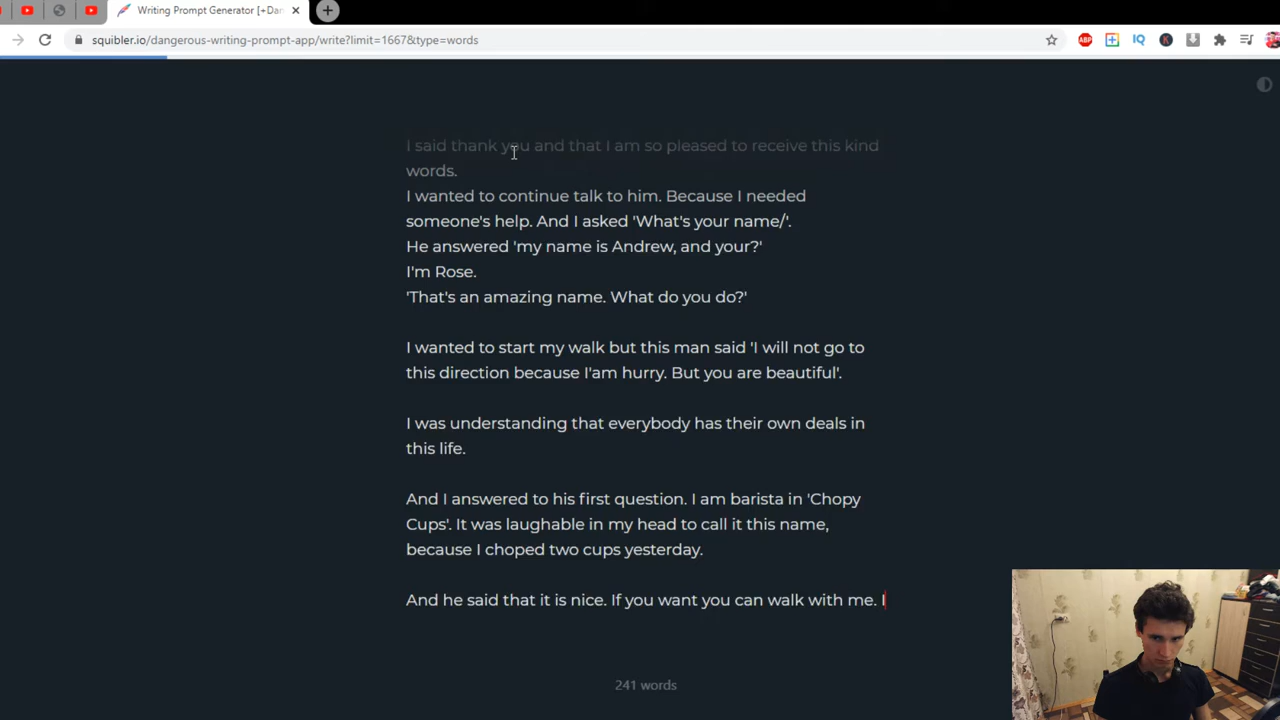 Writing Prompt Generator [+Dan
squibler.io/dangerous-writing-prompt-app/write?limit=1667&type=words
ABP
IQ
K
I said thank you and that I am so pleased to receive this kind
words.
I wanted to continue talk to him. Because I needed
someone's help. And I asked 'What's your name/'.
He answered 'my name is Andrew, and your?'
I'm Rose.
'That's an amazing name. What do you do?'
I wanted to start my walk but this man said 'I will not go to
this direction because I'am hurry. But you are beautiful'.
I was understanding that everybody has their own deals in
this life.
And I answered to his first question. I am barista in 'Chopy
Cups'. It was laughable in my head to call it this name,
because I choped two cups yesterday.
And he said that it is nice. If you want you can walk with me. I
241 words